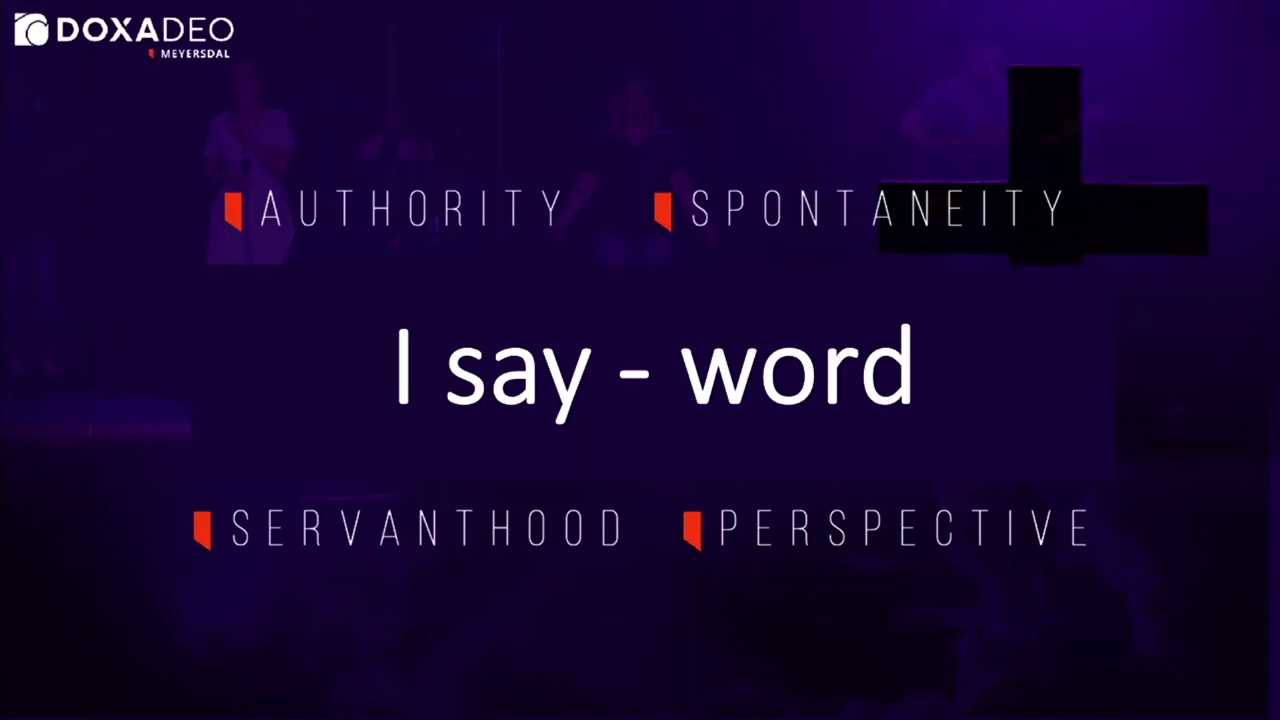 DOXADEO
MEYERSDAL
AUTHORITY SPONTANEITY
I say - word
SERVANTHOOD PERSPECTIVE